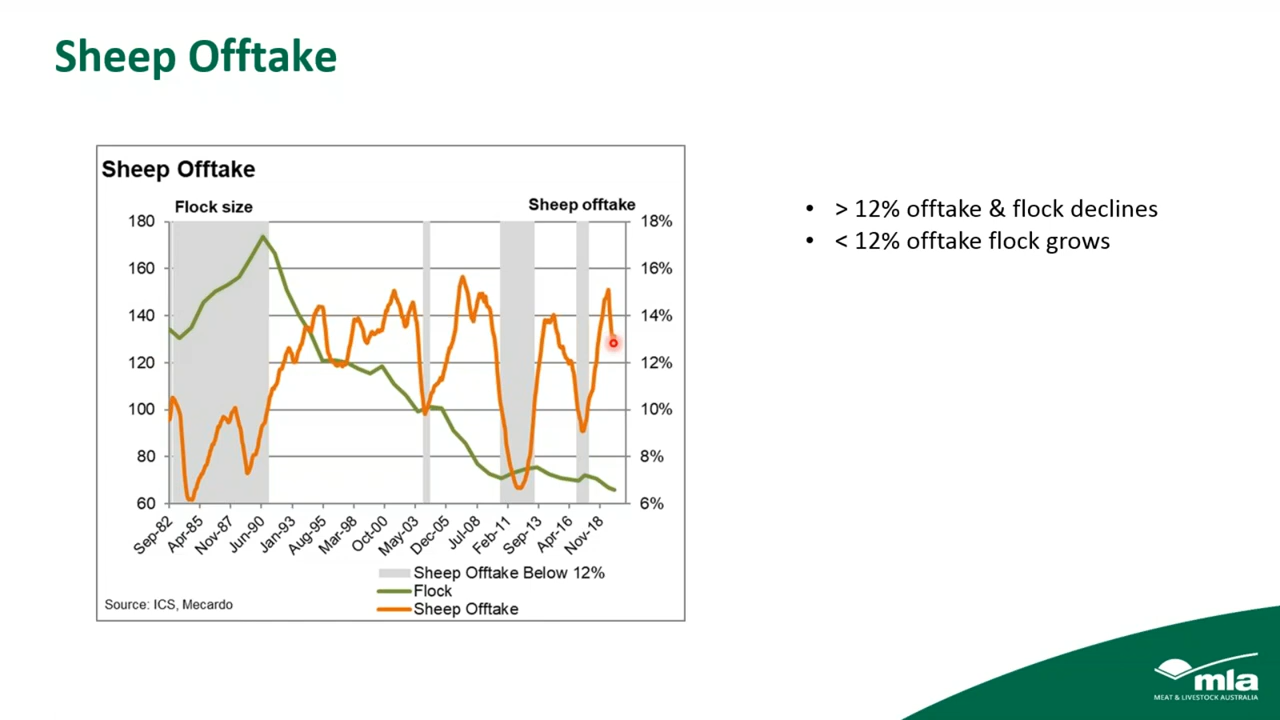 Sheep Offtake
Sheep Offtake
Flock size
Sheep offtake
180
160
140
120
100
80
60
18%
16%
14%
12%
10%
8%
6%
Sep-82
Apr-85
Nov-87
Jun-90
Jan-93
Aug-95
Mar-98
Oct-00
May-03
Dec-05
Jul-08
Feb-11
Sep-13
Apr-16
Nov-18
Sheep Offtake Below 12%
Flock
Sheep Offtake
Source: ICS, Mecardo
• > 12% offtake & flock declines
• < 12% offtake flock grows
mla
MEAT & LIVESTOCK AUSTRALIA